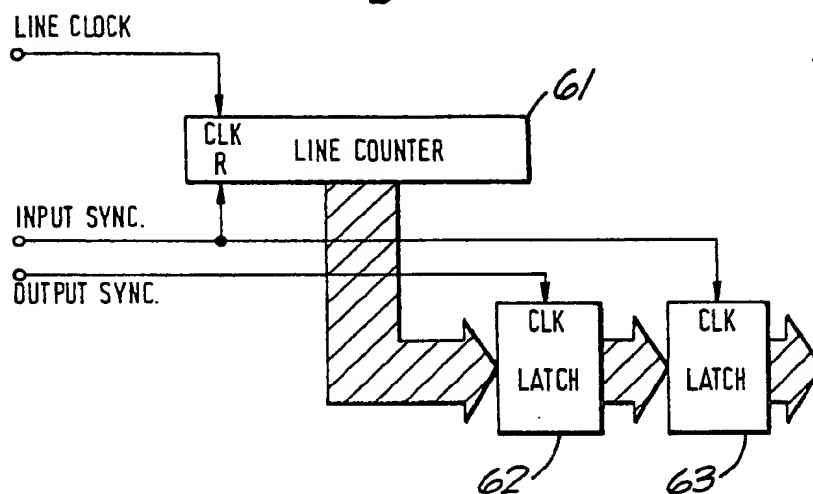 LINE CLOCK
61
CLK
R
LINE COUNTER
INPUT SYNC.
OUTPUT SYNC.
CLK
LATCH
CLK
LATCH
62
63